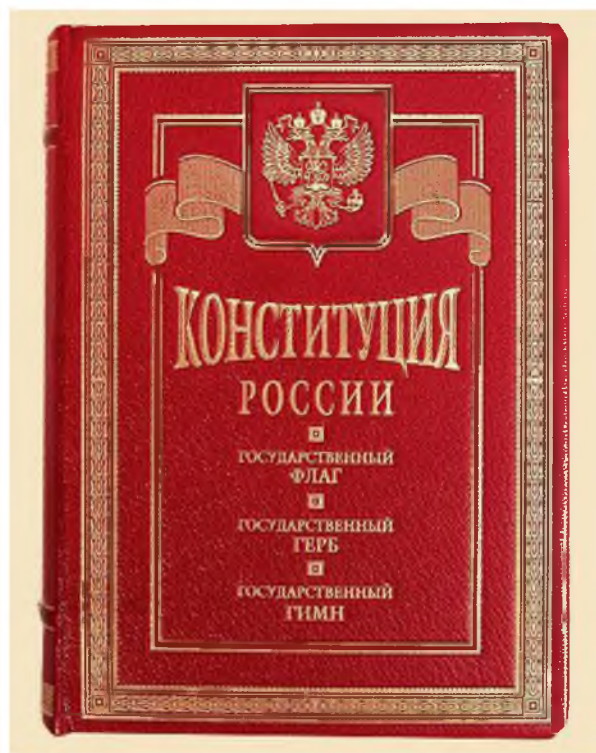 КОНСТИТУЦИЯ
РОССИИ
ГОСУДАРСТВЕННЫЙ
ФЛАГ
ГОСУДАРСТВЕННЫЙ
ГЕРБ
ГОСУДАРСТВЕННЫЙ
ГИМН